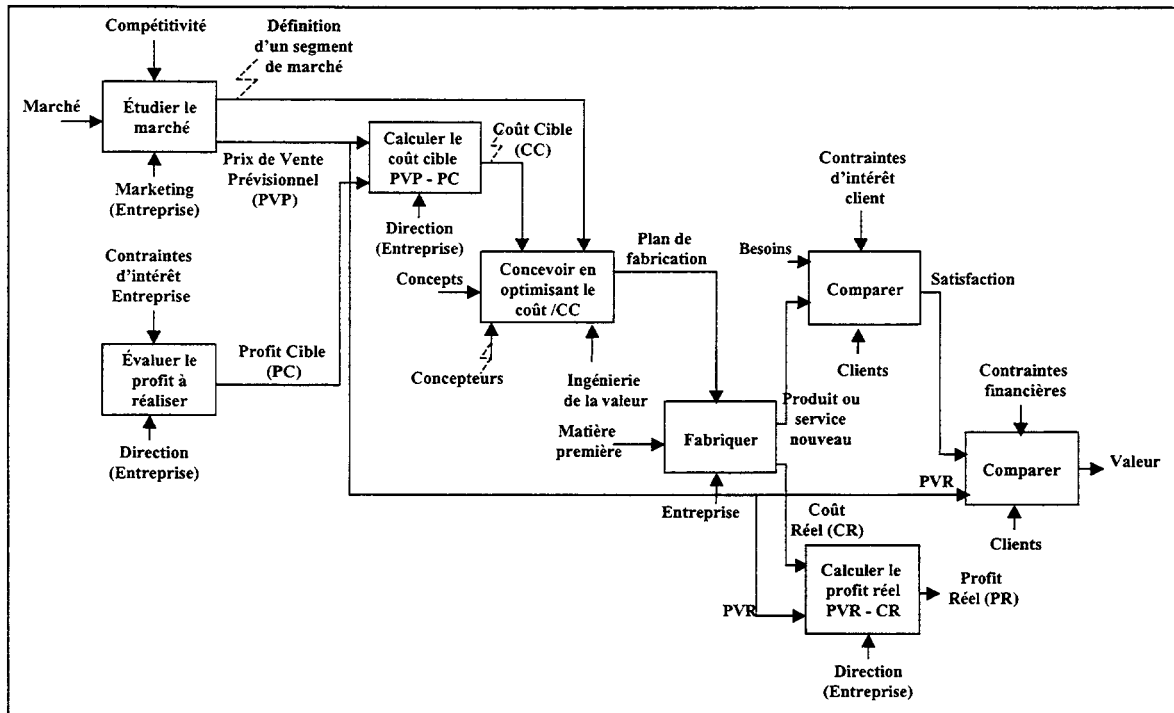 Compétitivité
Définition
d'un segment
de marché
Marché
Étudier le
marché
Prix de Vente
Prévisionnel
(PVP)
Marketing
(Entreprise)
Calculer le
coût cible
PVP - PC
Coût Cible
(CC)
Direction
(Entreprise)
Contraintes
d'intérêt
Entreprise
Évaluer le
profit à
réaliser
Profit Cible
(PC)
Direction
(Entreprise)
Concepts
Concevoir en
optimisant le
coût /CC
Concepteurs
Ingénierie
de la valeur
Plan de
fabrication
Matière
première
Fabriquer
Entreprise
Produit ou
service
nouveau
Coût
Réel (CR)
Contraintes
d'intérêt
client
Besoins
Comparer
Satisfaction
Clients
Contraintes
financières
PVR
Comparer
Valeur
Clients
PVR
Calculer le
profit réel
PVR - CR
Profit
Réel (PR)
Direction
(Entreprise)